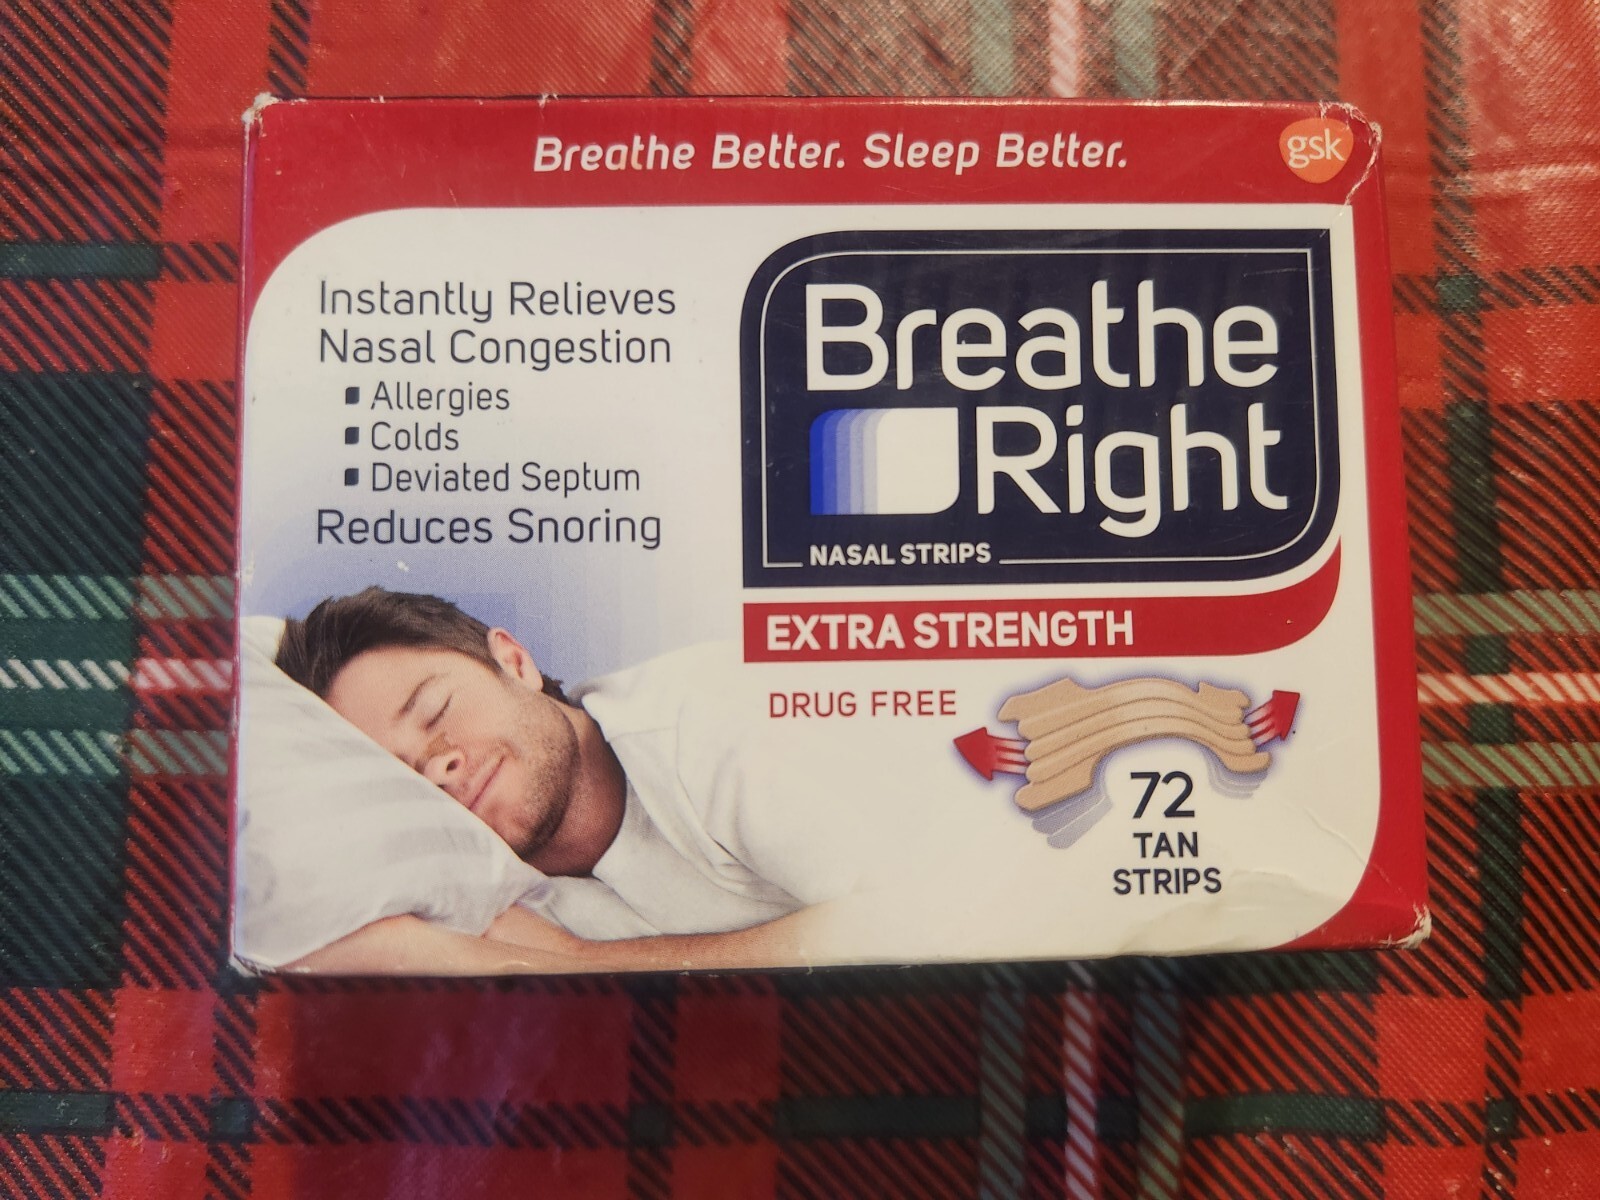 Breathe Better. Sleep Better.
gsk
Instantly Relieves
Nasal Congestion
Allergies
Colds
Deviated Septum
Reduces Snoring
Breathe
Right
NASAL STRIPS
EXTRA STRENGTH
DRUG FREE
72
TAN
STRIPS